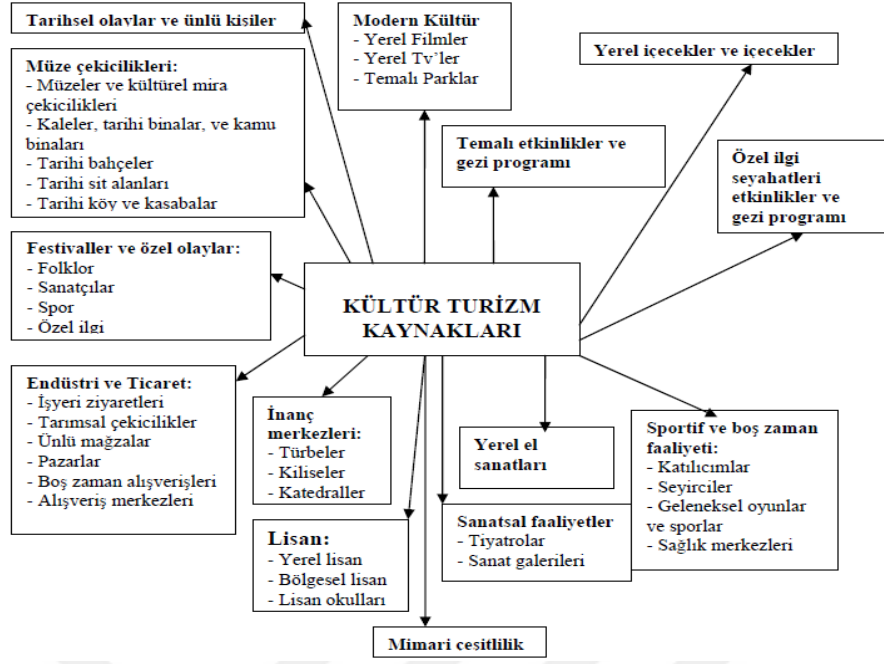 Tarihsel olaylar ve ünlü kişiler
Modern Kültür
- Yerel Filmler
- Yerel Tv’ler
- Temalı Parklar
Yerel içecekler ve içecekler
Müze çekicilikleri:
- Müzeler ve kültürel mira
çekicilikleri
- Kaleler, tarihi binalar, ve kamu
binaları
- Tarihi bahçeler
- Tarihi sit alanları
- Tarihi köy ve kasabalar
Temalı etkinlikler ve
gezi programı
Özel ilgi
seyahatleri
etkinlikler ve
gezi programı
Festivaller ve özel olaylar:
- Folklor
- Sanatçılar
- Spor
- Özel ilgi
KÜLTÜR TURİZM
KAYNAKLARI
Endüstri ve Ticaret:
- İşyeri ziyaretleri
- Tarımsal çekicilikler
- Ünlü mağzalar
- Pazarlar
- Boş zaman alışverişleri
- Alışveriş merkezleri
İnanç
merkezleri:
- Türbeler
- Kiliseler
- Katedraller
Yerel el
sanatları
Sportif ve boş zaman
faaliyeti:
- Katılıcımlar
- Seyirciler
- Geleneksel oyunlar
ve sporlar
- Sağlık merkezleri
Lisan:
- Yerel lisan
- Bölgesel lisan
- Lisan okulları
Sanatsal faaliyetler
- Tiyatrolar
- Sanat galerileri
Mimari çeşitlilik